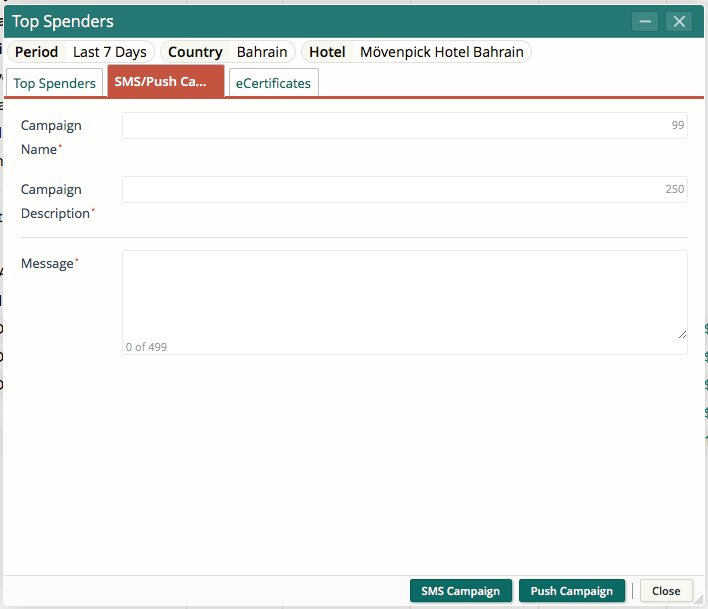 Top Spenders
Period Last 7 Days Country Bahrain Hotel Mövenpick Hotel Bahrain
Top Spenders SMS/Push Ca... eCertificates
Campaign
Name* 99
Campaign
Description* 250
Message*
0 of 499
SMS Campaign Push Campaign Close